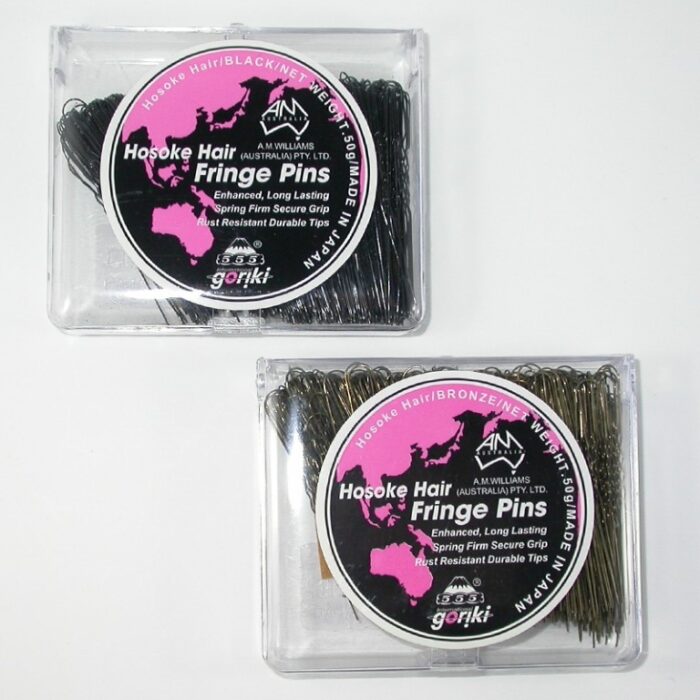 Hosoke Hair/BLACK/NET WEIGHT.50g/MADE IN JAPAN
AM
AUSTRALIA
A.M.WILLIAMS
(AUSTRALIA) PTY. LTD.
Hosoke Hair
Fringe Pins
Enhanced, Long Lasting
Spring Firm Secure Grip
Rust Resistant Durable Tips
555®
International
goriki
Hosoke Hair/BRONZE/NET WEIGHT.50g/MADE IN JAPAN
AM
AUSTRALIA
A.M.WILLIAMS
(AUSTRALIA) PTY. LTD.
Hosoke Hair
Fringe Pins
Enhanced, Long Lasting
Spring Firm Secure Grip
Rust Resistant Durable Tips
555®
International
goriki